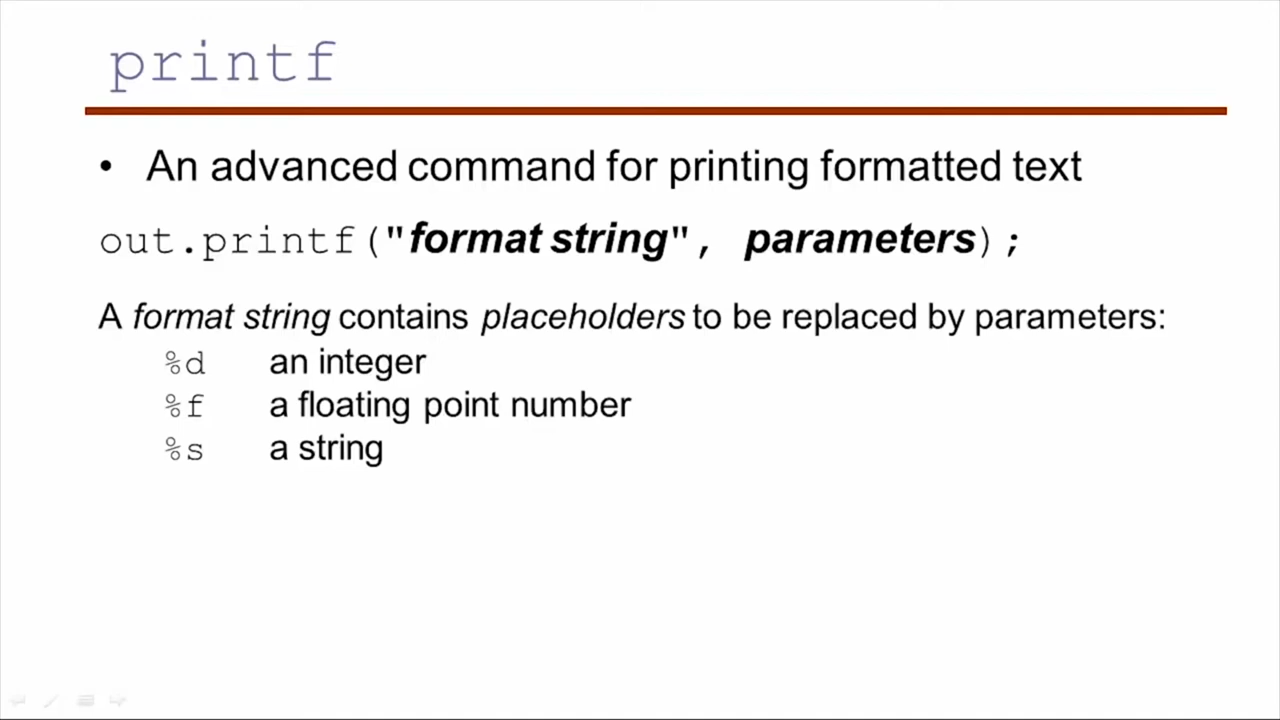 printf
• An advanced command for printing formatted text
out.printf("format string", parameters);
A format string contains placeholders to be replaced by parameters:
%d an integer
%f a floating point number
%s a string